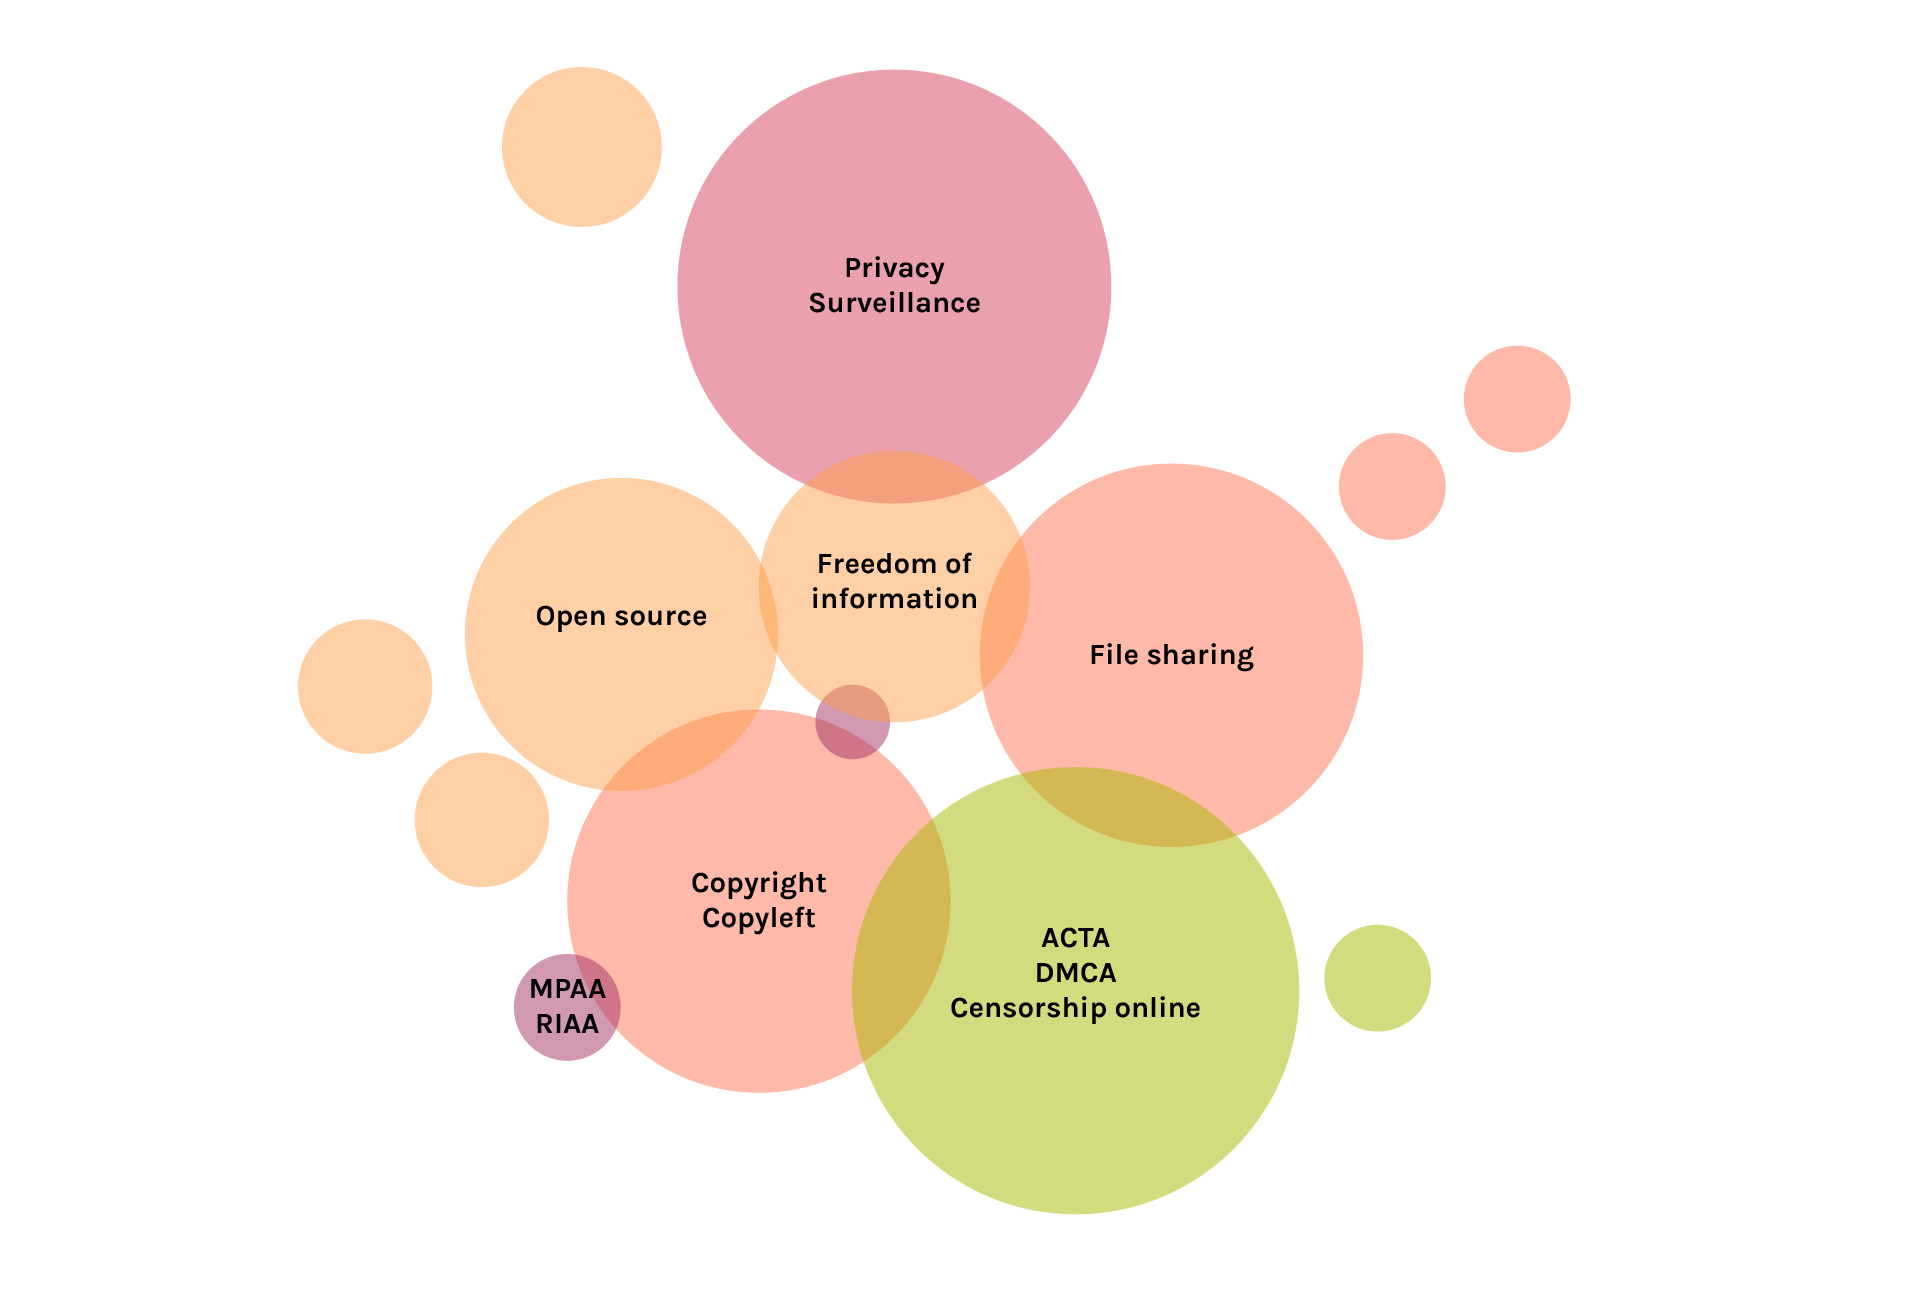 Privacy
Surveillance
Freedom of
information
Open source
File sharing
Copyright
Copyleft
ACTA
DMCA
Censorship online
MPAA
RIAA